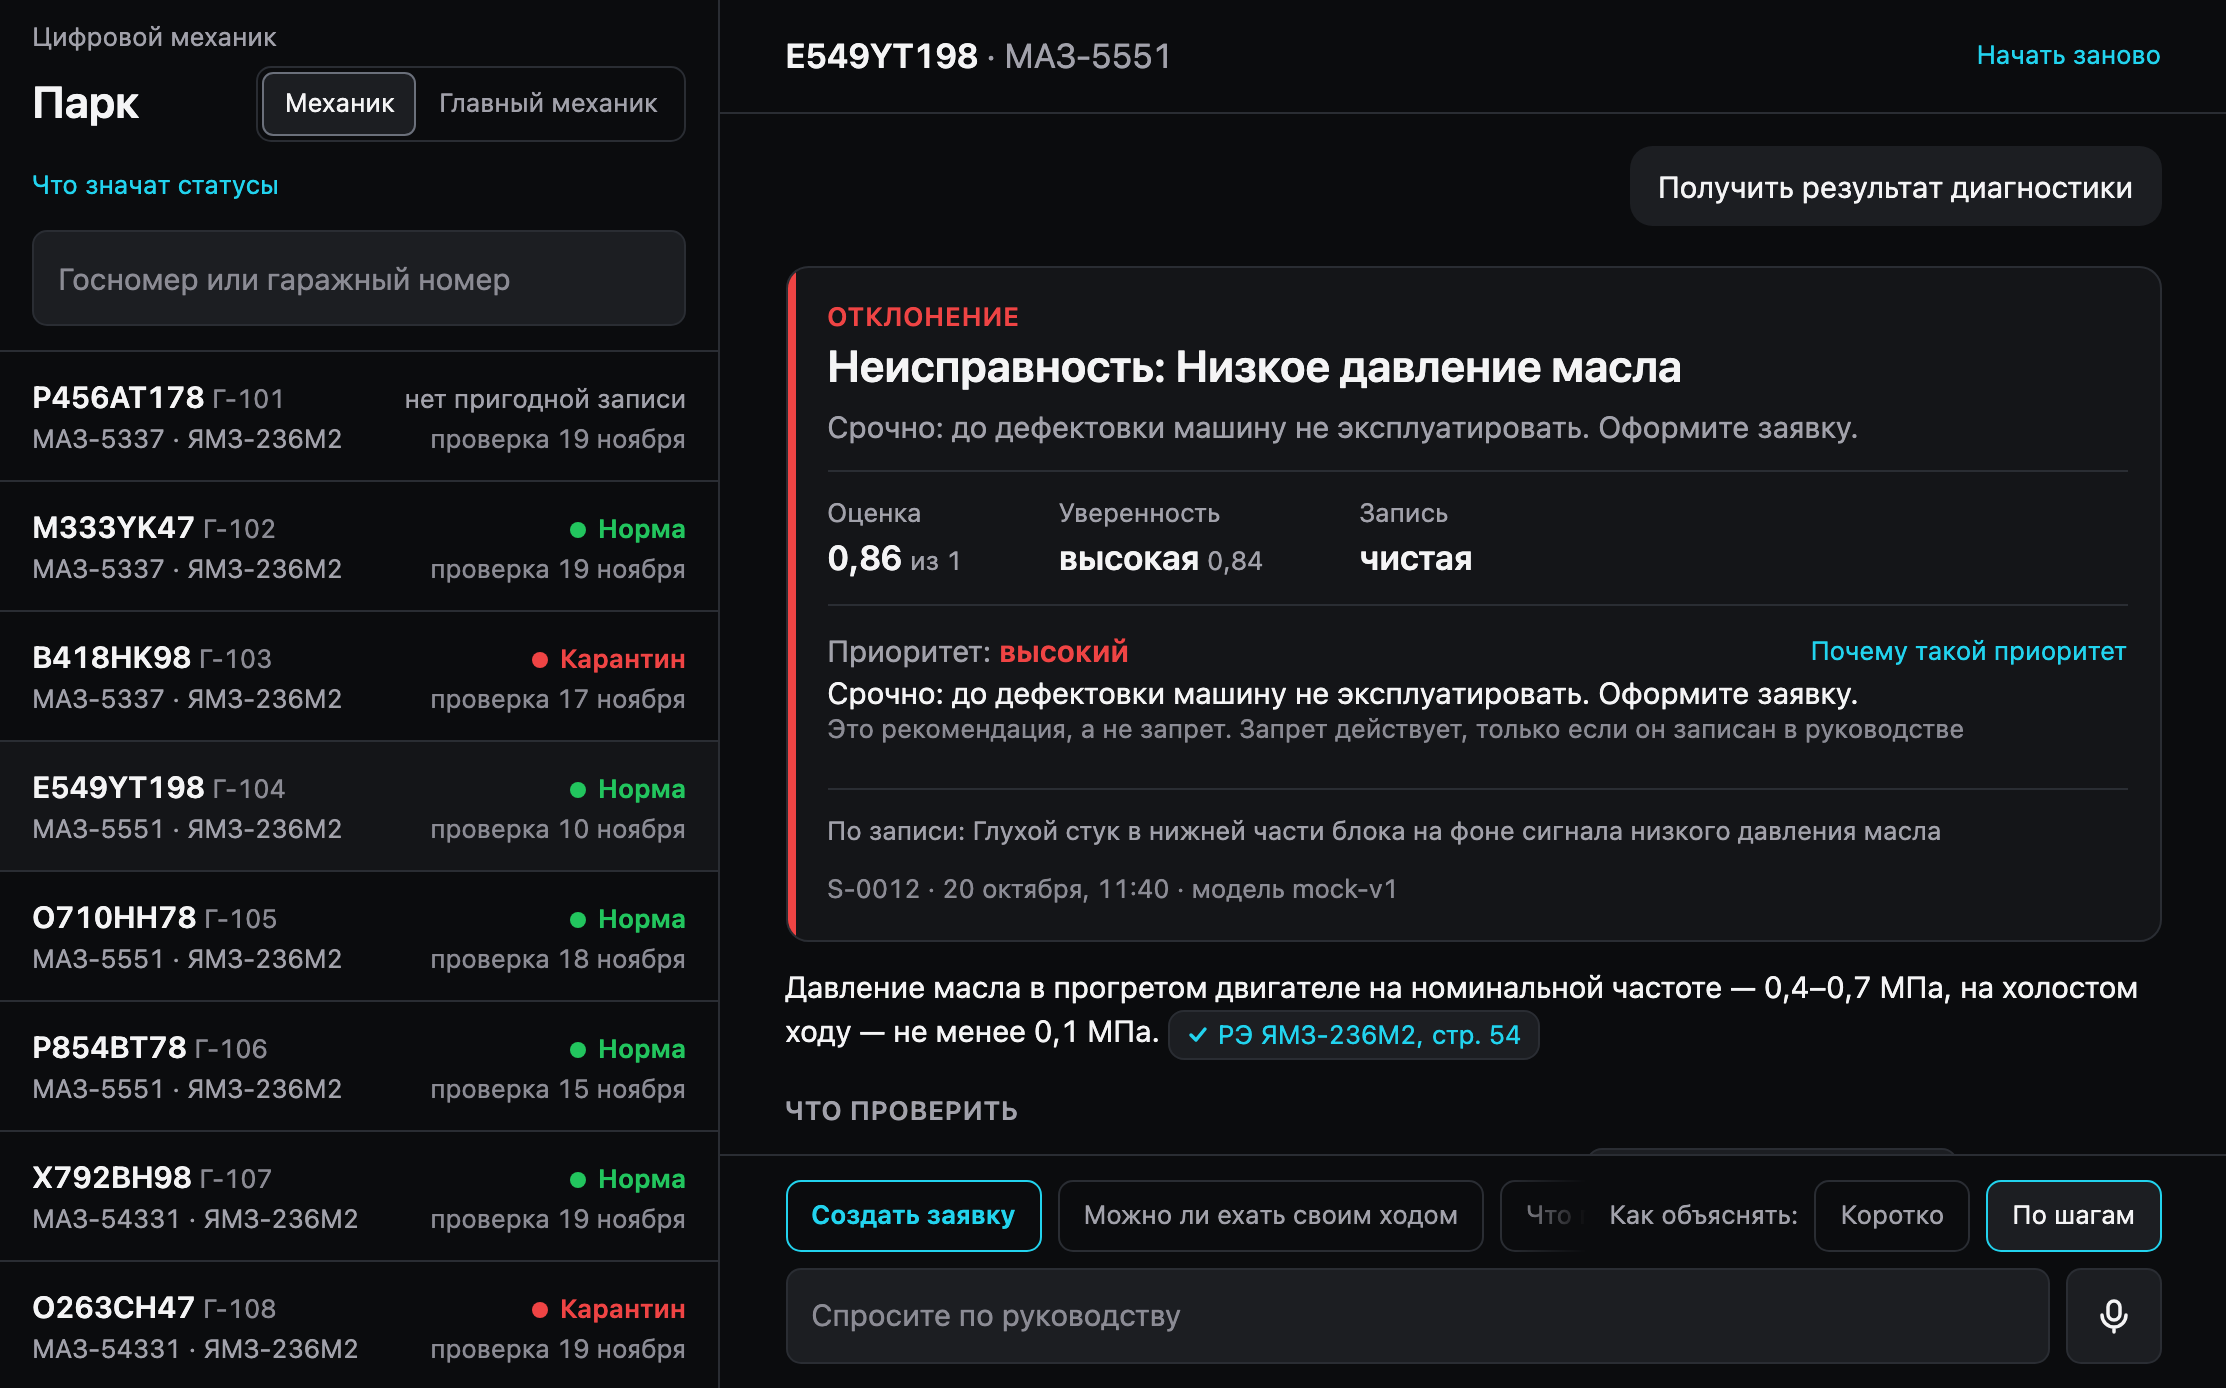 Цифровой механик
Парк
Механик
Главный механик
Что значат статусы
Госномер или гаражный номер
P456AT178 Г-101
нет пригодной записи
МАЗ-5337 · ЯМЗ-236М2
проверка 19 ноября
M333YK47 Г-102
Норма
МАЗ-5337 · ЯМЗ-236М2
проверка 19 ноября
B418HK98 Г-103
Карантин
МАЗ-5337 · ЯМЗ-236М2
проверка 17 ноября
E549YT198 Г-104
Норма
МАЗ-5551 · ЯМЗ-236М2
проверка 10 ноября
O710HH78 Г-105
Норма
МАЗ-5551 · ЯМЗ-236М2
проверка 18 ноября
P854BT78 Г-106
Норма
МАЗ-5551 · ЯМЗ-236М2
проверка 15 ноября
X792BH98 Г-107
Норма
МАЗ-54331 · ЯМЗ-236М2
проверка 19 ноября
O263CH47 Г-108
Карантин
МАЗ-54331 · ЯМЗ-236М2
проверка 19 ноября
E549YT198 · МАЗ-5551
Начать заново
Получить результат диагностики
ОТКЛОНЕНИЕ
Неисправность: Низкое давление масла
Срочно: до дефектовки машину не эксплуатировать. Оформите заявку.
Оценка
0,86 из 1
Уверенность
высокая 0,84
Запись
чистая
Приоритет: высокий
Почему такой приоритет
Срочно: до дефектовки машину не эксплуатировать. Оформите заявку.
Это рекомендация, а не запрет. Запрет действует, только если он записан в руководстве
По записи: Глухой стук в нижней части блока на фоне сигнала низкого давления масла
S-0012 · 20 октября, 11:40 · модель mock-v1
Давление масла в прогретом двигателе на номинальной частоте — 0,4–0,7 МПа, на холостом
ходу — не менее 0,1 МПа. ✓ РЭ ЯМЗ-236М2, стр. 54
ЧТО ПРОВЕРИТЬ
Создать заявку
Можно ли ехать своим ходом
Что
Как объяснять:
Коротко
По шагам
Спросите по руководству